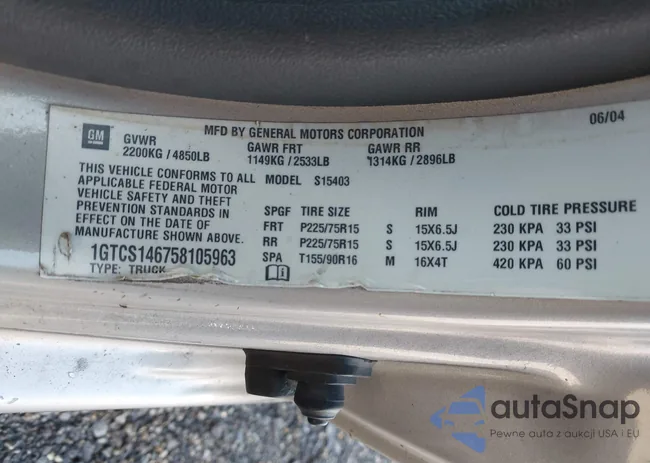 06/04
MFD BY GENERAL MOTORS CORPORATION
GM
GVWR GAWR FRT GAWR RR
2200KG / 4850LB 1149KG / 2533LB 1314KG / 2896LB
THIS VEHICLE CONFORMS TO ALL
APPLICABLE FEDERAL MOTOR
VEHICLE SAFETY AND THEFT
PREVENTION STANDARDS IN
EFFECT ON THE DATE OF
MANUFACTURE SHOWN ABOVE.
1GTCS146758105963
TYPE: TRUCK
MODEL S15403
SPGF TIRE SIZE RIM COLD TIRE PRESSURE
FRT P225/75R15 S 15X6.5J 230 KPA 33 PSI
RR P225/75R15 S 15X6.5J 230 KPA 33 PSI
SPA T155/90R16 M 16X4T 420 KPA 60 PSI
autaSnap
Pewne auta z aukcji USA i EU